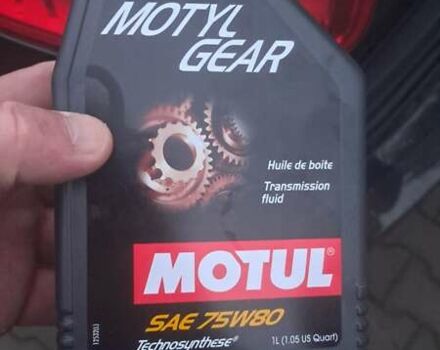 MOTYL
GEAR
Huile de boite
Transmission
fluid
MOTUL®
SAE 75W80
Technosynthese®
1L (1.05 US Quart)